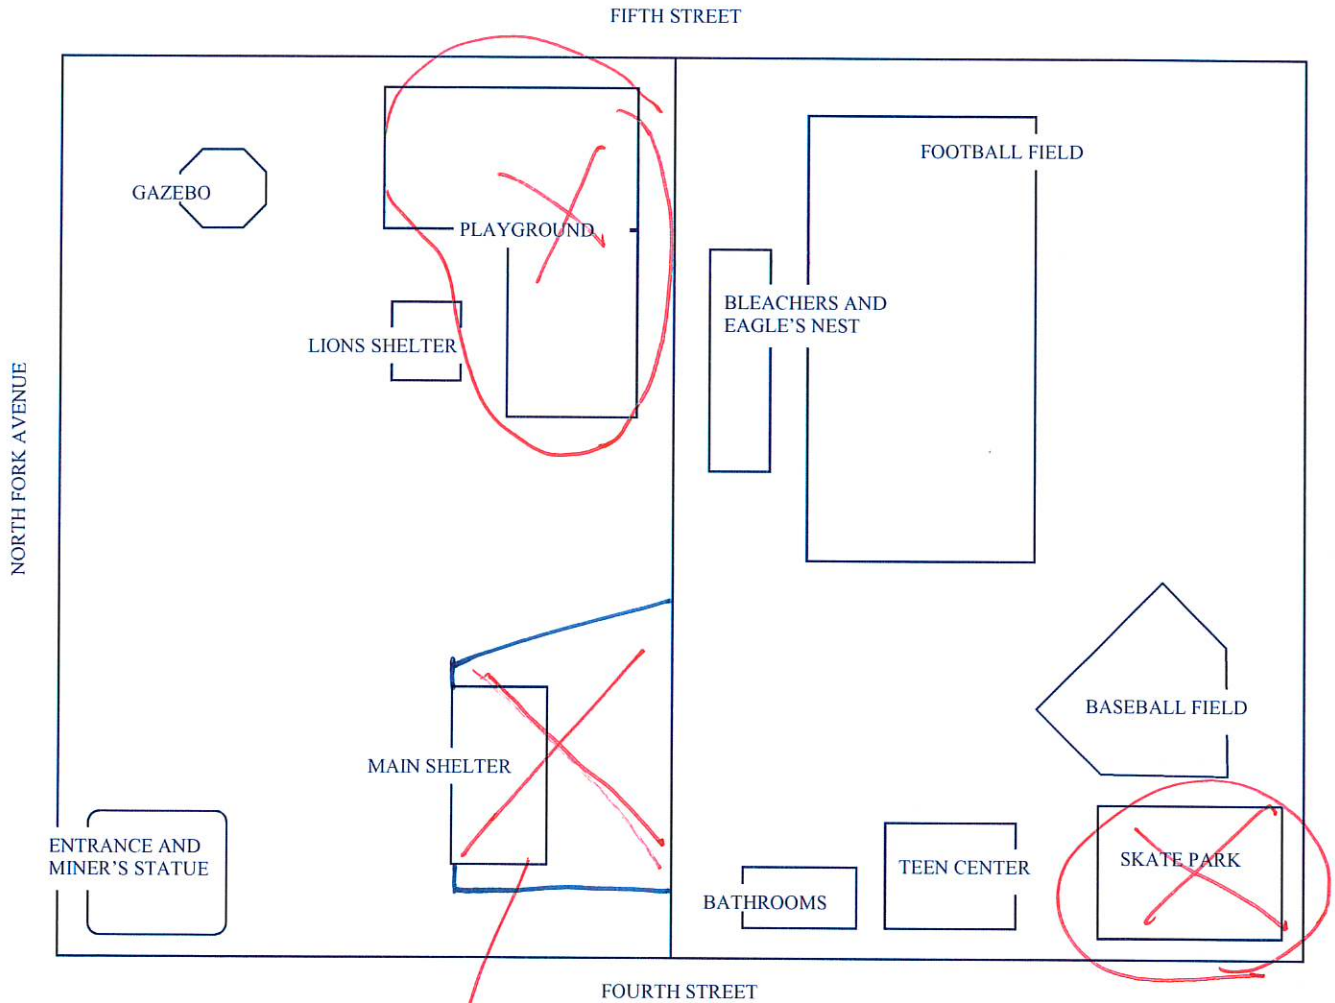 FIFTH STREET
GAZEBO
PLAYGROUND
LIONS SHELTER
FOOTBALL FIELD
BLEACHERS AND
EAGLE'S NEST
NORTH FORK AVENUE
MAIN SHELTER
ENTRANCE AND
MINER'S STATUE
BASEBALL FIELD
BATHROOMS
TEEN CENTER
SKATE PARK
FOURTH STREET